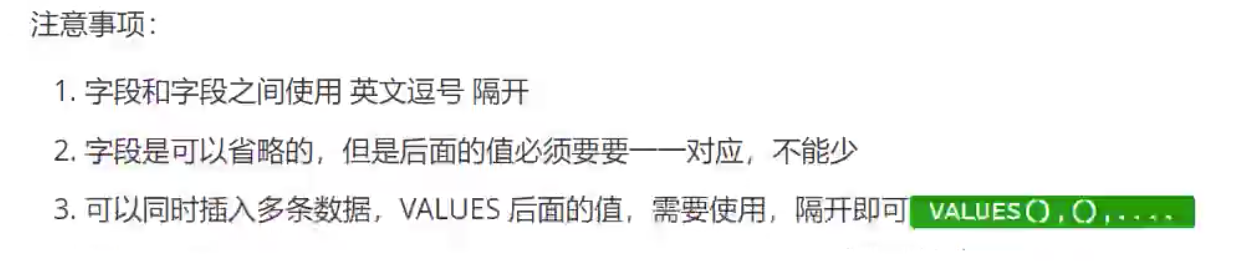 注意事项：
1. 字段和字段之间使用 英文逗号 隔开
2. 字段是可以省略的，但是后面的值必须要要一一对应，不能少
3. 可以同时插入多条数据，VALUES 后面的值，需要使用，隔开即可 VALUES(),(),....